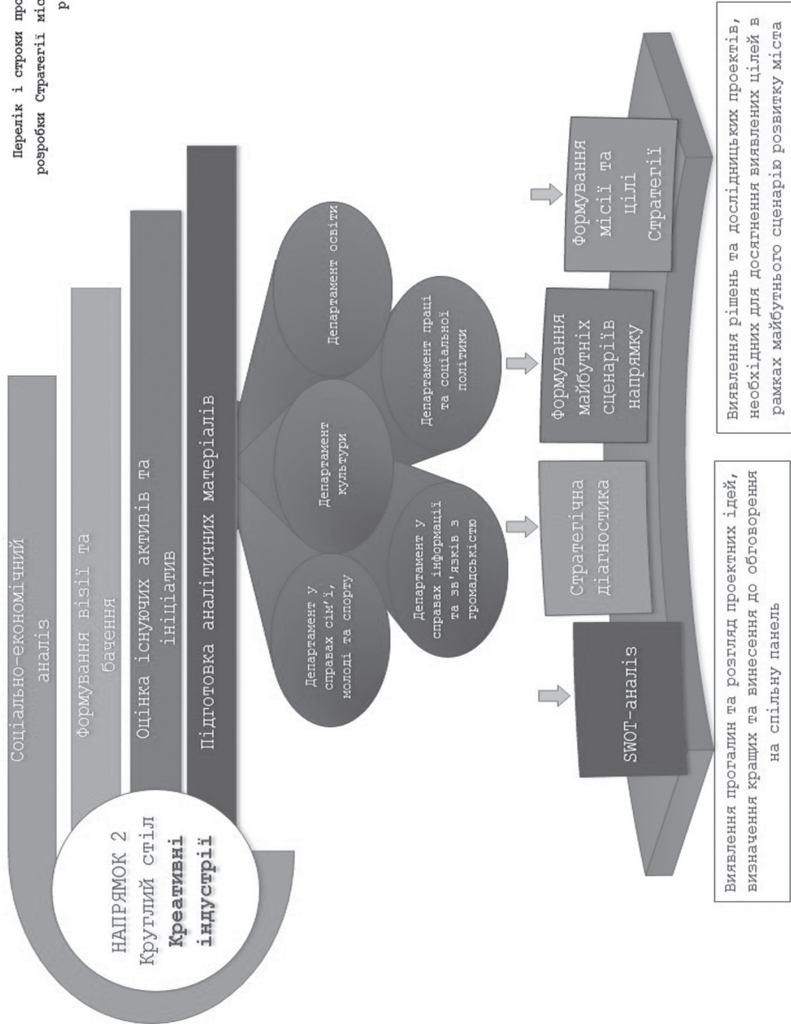 Перелік і строки
розробки Стратегії
Соціально-економічний
аналіз
Формування візії та
бачення
Оцінка існуючих активів та
ініціатив
Підготовка аналітичних матеріалів
НАПРЯМОК 2
Круглий стіл
Креативні
індустрії
Департамент у
справах сім'ї,
молоді та спорту
Департамент
культури
Департамент освіти
Департамент у
справах інформації
та зв'язків з
громадськістю
Департамент праці
та соціальної
політики
SWOT-аналіз
Стратегічна
діагностика
Формування
майбутніх
сценаріїв
напрямку
Формування
місії та
цілі
Стратегії
Виявлення прогалин та розгляд проектних ідей,
визначення кращих та винесення до обговорення
на спільну панель
Виявлення рішень та дослідницьких проектів,
необхідних для досягнення виявлених цілей в
рамках майбутнього сценарію розвитку міста